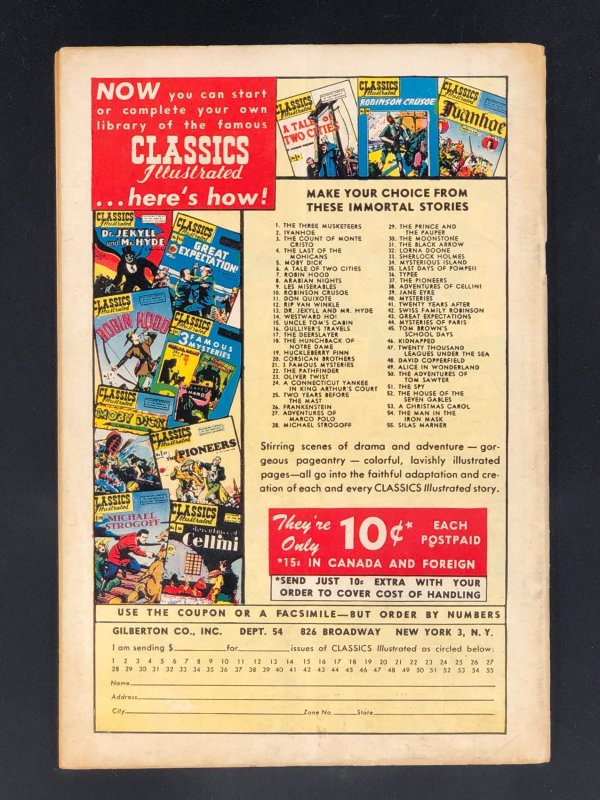 NOW you can start
or complete your own
library of the famous
CLASSICS
Illustrated
...here's how!
CLASSICS
Illustrated
A TALE OF
TWO CITIES
CLASSICS
Illustrated
ROBINSON CRUSOE
CLASSICS
Illustrated
Ivanhoe
CLASSICS
Illustrated
DR. JEKYLL
and MR. HYDE
CLASSICS
Illustrated
GREAT
EXPECTATIONS
CLASSICS
Illustrated
ROBIN HOOD
CLASSICS
Illustrated
3 FAMOUS
MYSTERIES
CLASSICS
Illustrated
MOBY DICK
CLASSICS
Illustrated
The PIONEERS
CLASSICS
Illustrated
MICHAEL
STROGOFF
CLASSICS
Illustrated
Adventures of
Cellini
MAKE YOUR CHOICE FROM
THESE IMMORTAL STORIES
1. THE THREE MUSKETEERS
2. IVANHOE
3. THE COUNT OF MONTE
CRISTO
4. THE LAST OF THE
MOHICANS
5. MOBY DICK
6. A TALE OF TWO CITIES
7. ROBIN HOOD
8. ARABIAN NIGHTS
9. LES MISERABLES
10. ROBINSON CRUSOE
11. DON QUIXOTE
12. RIP VAN WINKLE
13. DR. JEKYLL AND MR. HYDE
14. WESTWARD HO!
15. UNCLE TOM'S CABIN
16. GULLIVER'S TRAVELS
17. THE DEERSLAYER
18. THE HUNCHBACK OF
NOTRE DAME
19. HUCKLEBERRY FINN
20. CORSICAN BROTHERS
21. 3 FAMOUS MYSTERIES
22. THE PATHFINDER
23. OLIVER TWIST
24. A CONNECTICUT YANKEE
IN KING ARTHUR'S COURT
25. TWO YEARS BEFORE
THE MAST
26. FRANKENSTEIN
27. ADVENTURES OF
MARCO POLO
28. MICHAEL STROGOFF
29. THE PRINCE AND
THE PAUPER
30. THE MOONSTONE
31. THE BLACK ARROW
32. LORNA DOONE
33. SHERLOCK HOLMES
34. MYSTERIOUS ISLAND
35. LAST DAYS OF POMPEII
36. TYPEE
37. THE PIONEERS
38. ADVENTURES OF CELLINI
39. JANE EYRE
40. MYSTERIES
41. TWENTY YEARS AFTER
42. SWISS FAMILY ROBINSON
43. GREAT EXPECTATIONS
44. MYSTERIES OF PARIS
45. TOM BROWN'S
SCHOOL DAYS
46. KIDNAPPED
47. TWENTY THOUSAND
LEAGUES UNDER THE SEA
48. DAVID COPPERFIELD
49. ALICE IN WONDERLAND
50. THE ADVENTURES OF
TOM SAWYER
51. THE SPY
52. THE HOUSE OF THE
SEVEN GABLES
53. A CHRISTMAS CAROL
54. THE MAN IN THE
IRON MASK
55. SILAS MARNER
Stirring scenes of drama and adventure — gor-
geous pageantry — colorful, lavishly illustrated
pages—all go into the faithful adaptation and cre-
ation of each and every CLASSICS Illustrated story.
They're
Only 10¢* EACH
POSTPAID
*15¢ IN CANADA AND FOREIGN
*SEND JUST 10¢ EXTRA WITH YOUR
ORDER TO COVER COST OF HANDLING
USE THE COUPON OR A FACSIMILE—BUT ORDER BY NUMBERS
GILBERTON CO., INC. DEPT. 54 826 BROADWAY NEW YORK 3, N. Y.
I am sending $ for issues of CLASSICS Illustrated as circled below:
1 2 3 4 5 6 7 8 9 10 11 12 13 14 15 16 17 18 19 20 21 22 23 24 25 26 27
28 29 30 31 32 33 34 35 36 37 38 39 40 41 42 43 44 45 46 47 48 49 50 51 52 53 54 55
Name
Address
City Zone No. State